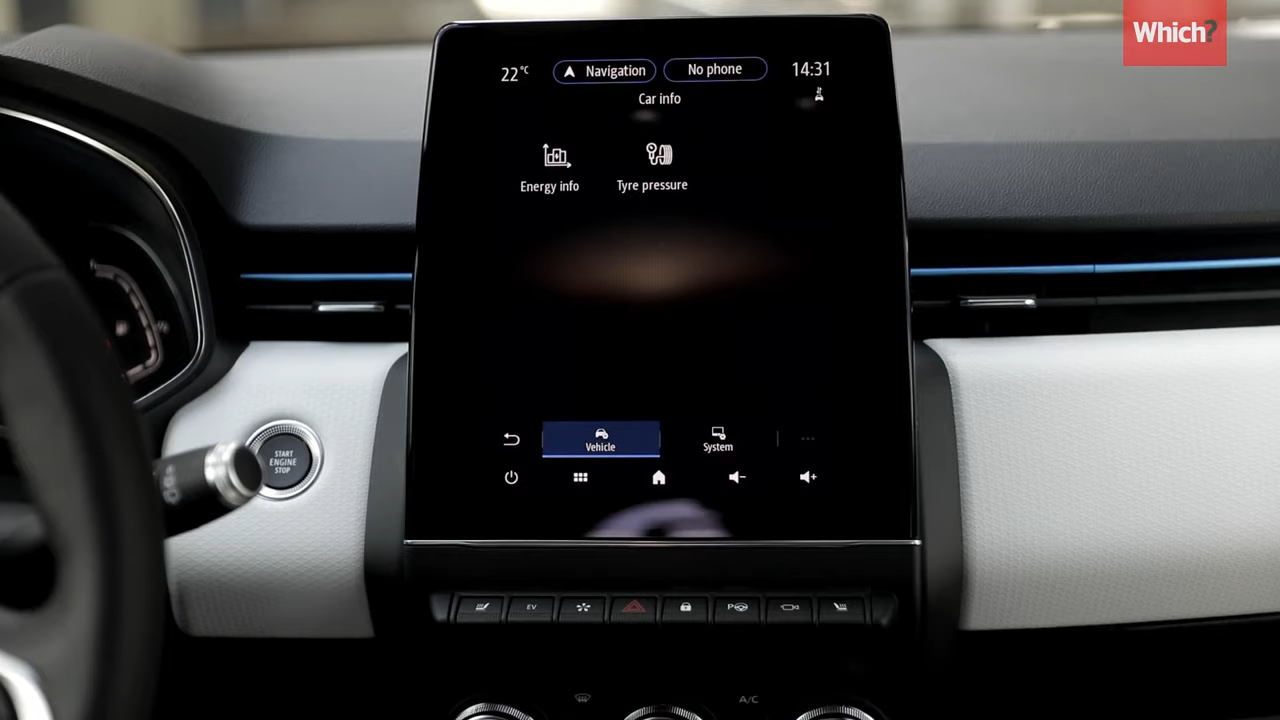 Which?
22°C
Navigation
No phone
14:31
Car info
Energy info
Tyre pressure
Vehicle
System
START
ENGINE
STOP
EV
P
A/C